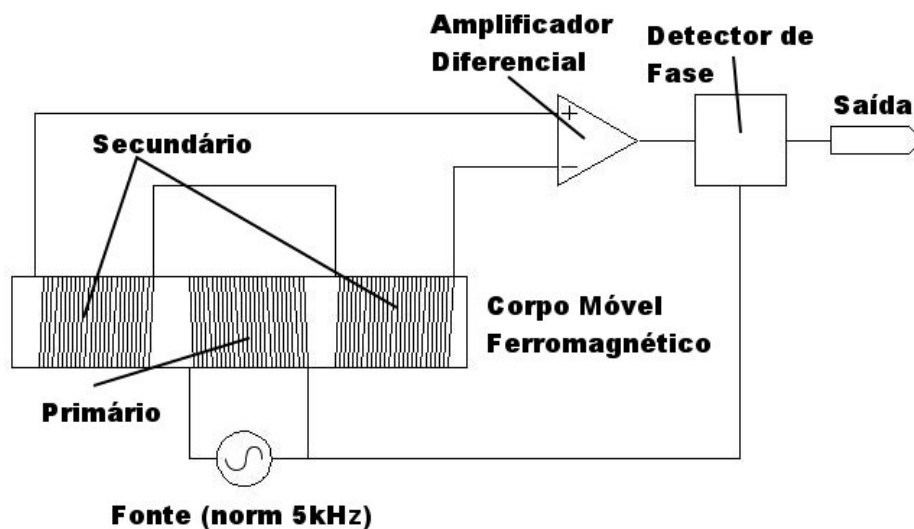 Amplificador
Diferencial
Detector de
Fase
Saída
Secundário
+
−
Corpo Móvel
Ferromagnético
Primário
Fonte (norm 5kHz)